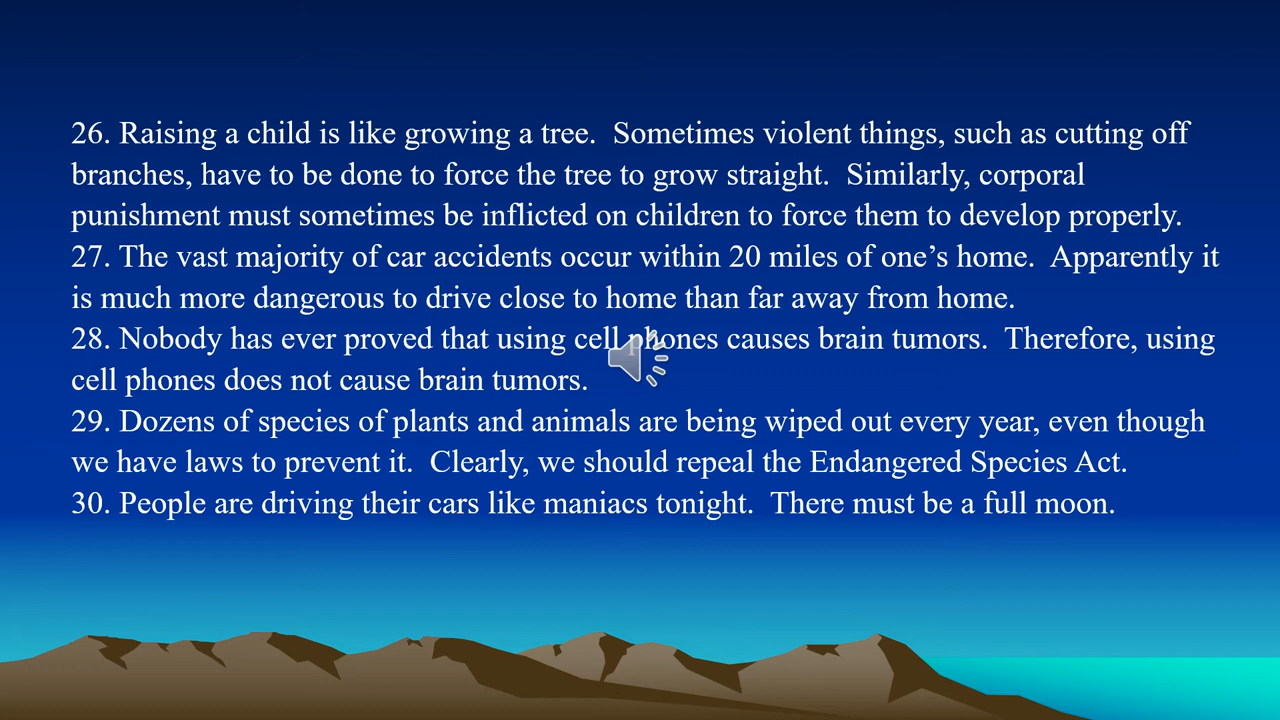 26. Raising a child is like growing a tree.  Sometimes violent things, such as cutting off
branches, have to be done to force the tree to grow straight.  Similarly, corporal
punishment must sometimes be inflicted on children to force them to develop properly.
27. The vast majority of car accidents occur within 20 miles of one’s home.  Apparently it
is much more dangerous to drive close to home than far away from home.
28. Nobody has ever proved that using cell phones causes brain tumors.  Therefore, using
cell phones does not cause brain tumors.
29. Dozens of species of plants and animals are being wiped out every year, even though
we have laws to prevent it.  Clearly, we should repeal the Endangered Species Act.
30. People are driving their cars like maniacs tonight.  There must be a full moon.